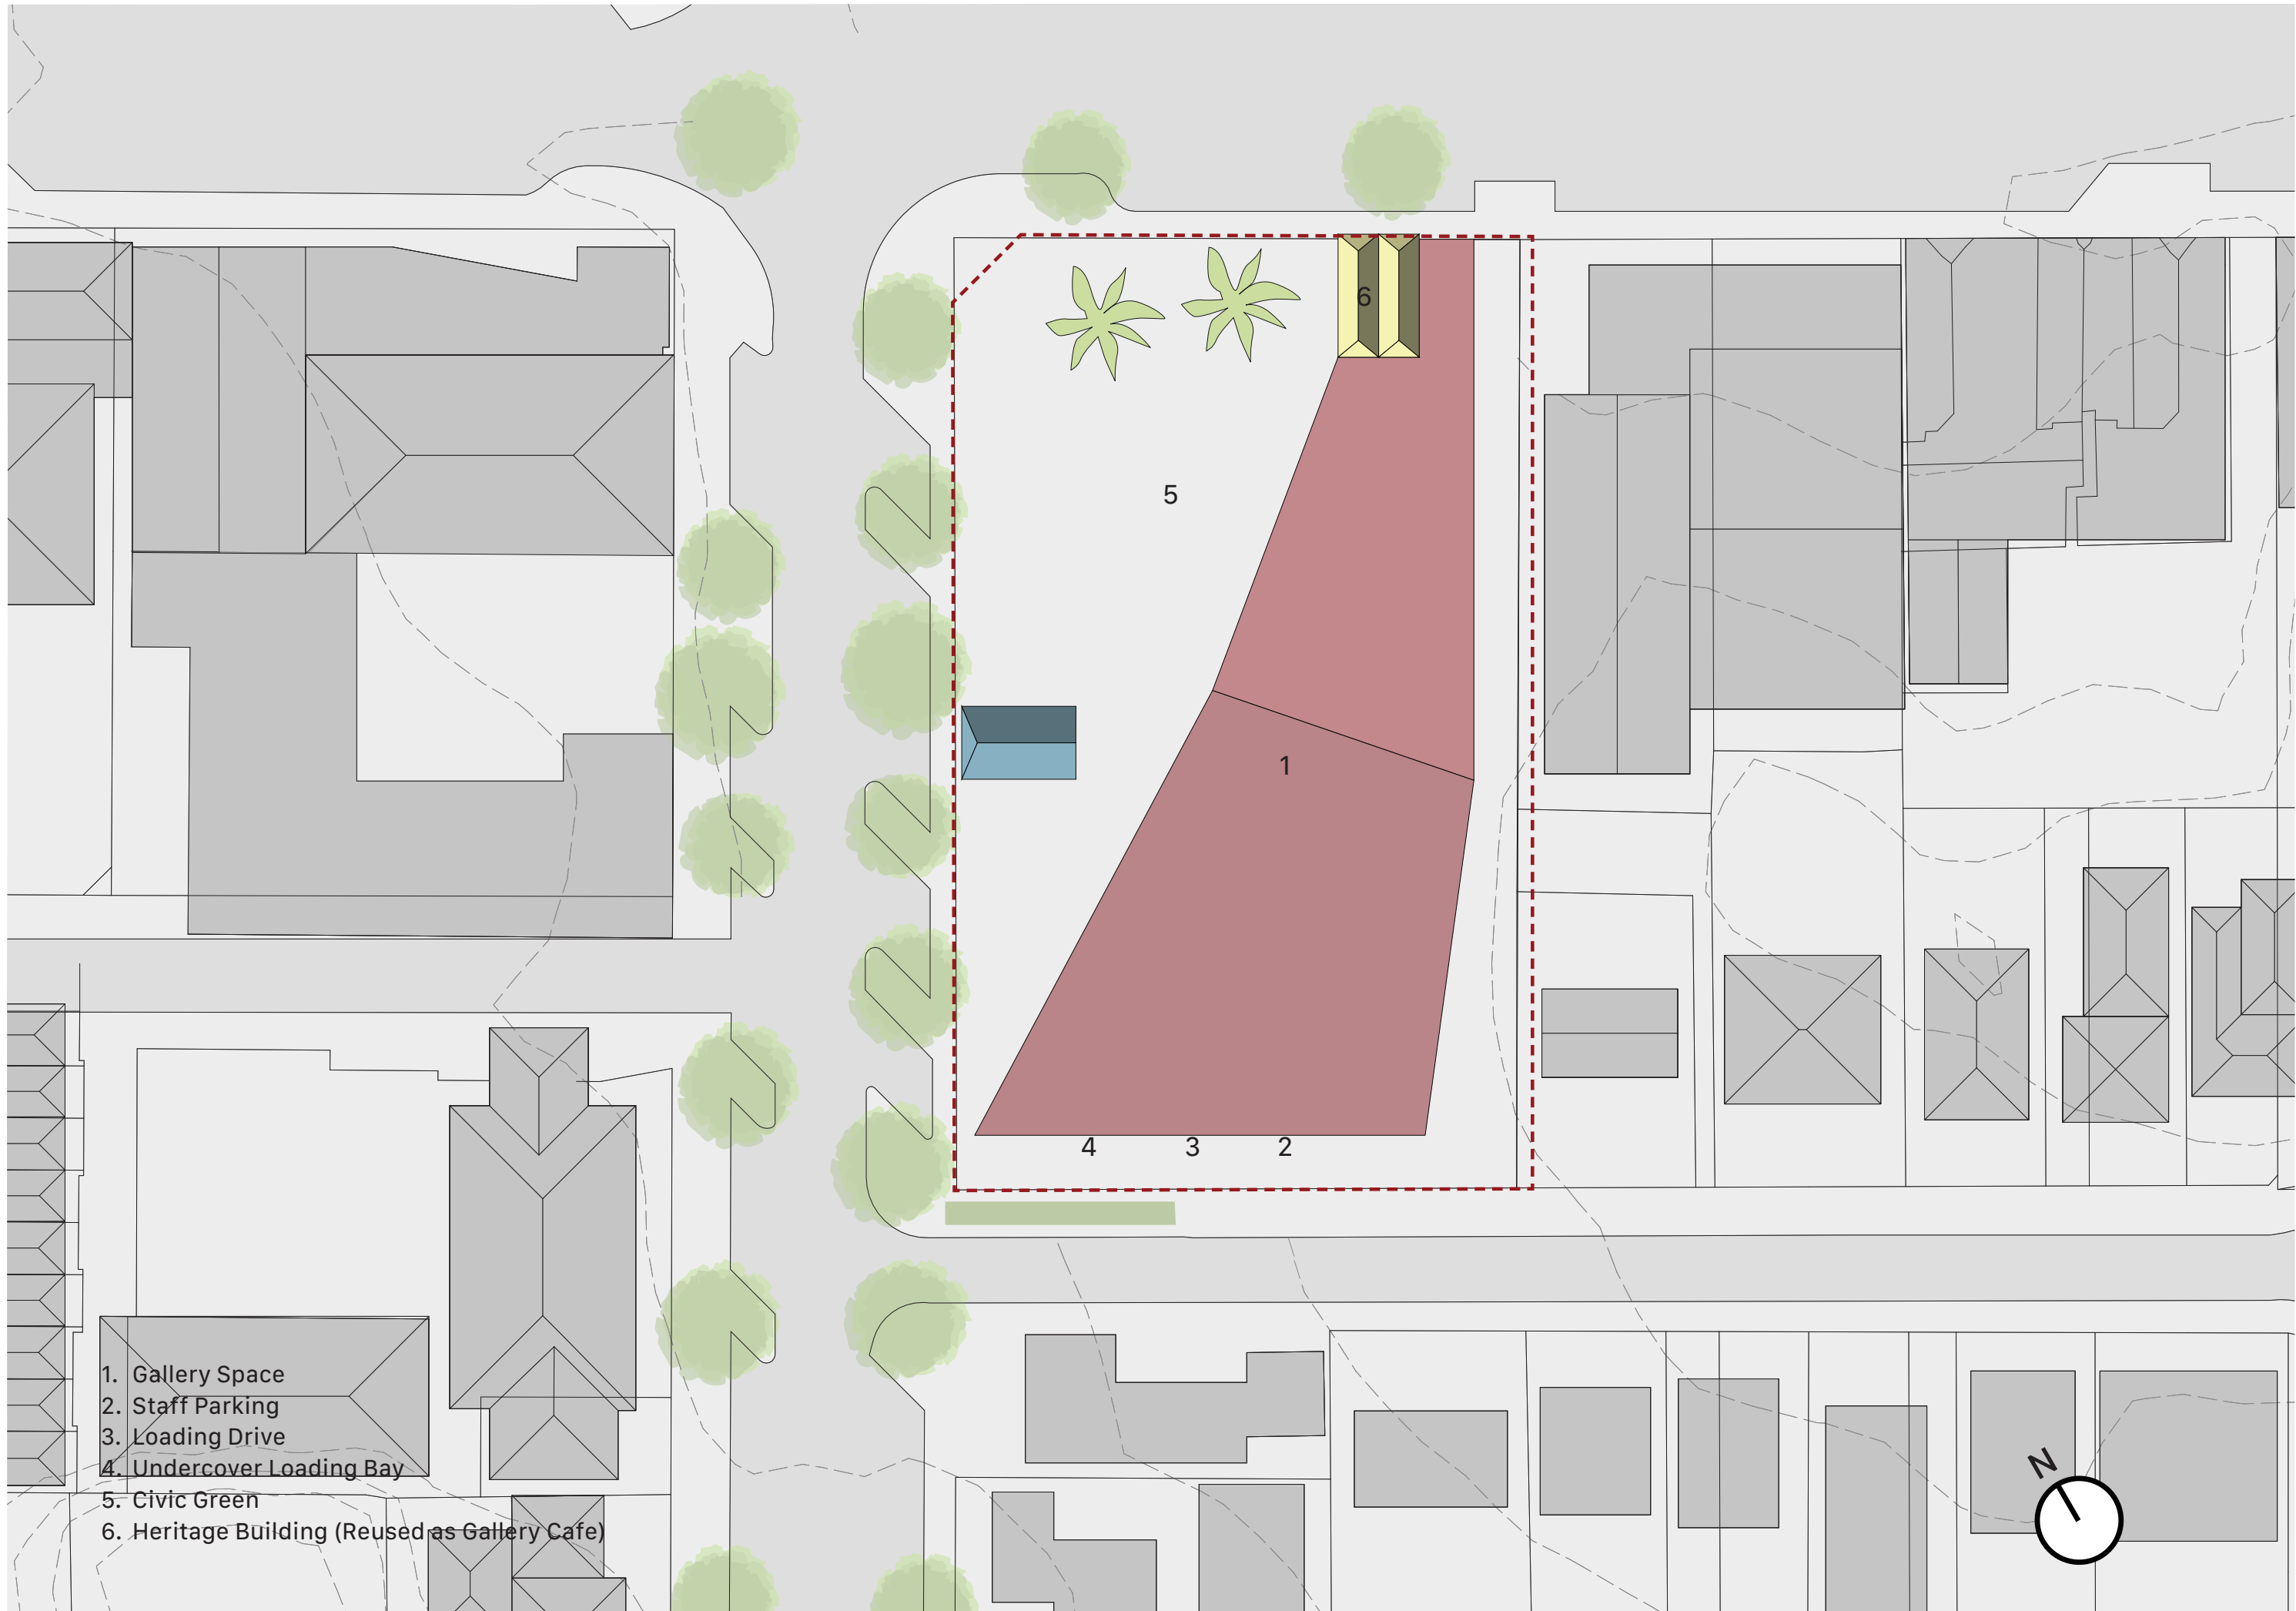 6
5
1
4 3 2
1. Gallery Space
2. Staff Parking
3. Loading Drive
4. Undercover Loading Bay
5. Civic Green
6. Heritage Building (Reused as Gallery Cafe)
N